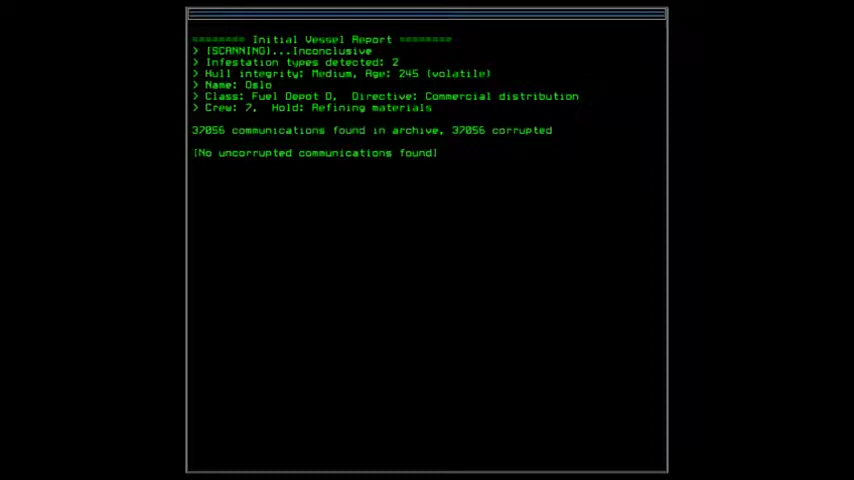 ======== Initial Vessel Report ========
> [SCANNING]...Inconclusive
> Infestation types detected: 2
> Hull integrity: Medium, Age: 245 (volatile)
> Name: Oslo
> Class: Fuel Depot D, Directive: Commercial distribution
> Crew: 7, Hold: Refining materials
37056 communications found in archive, 37056 corrupted
[No uncorrupted communications found]